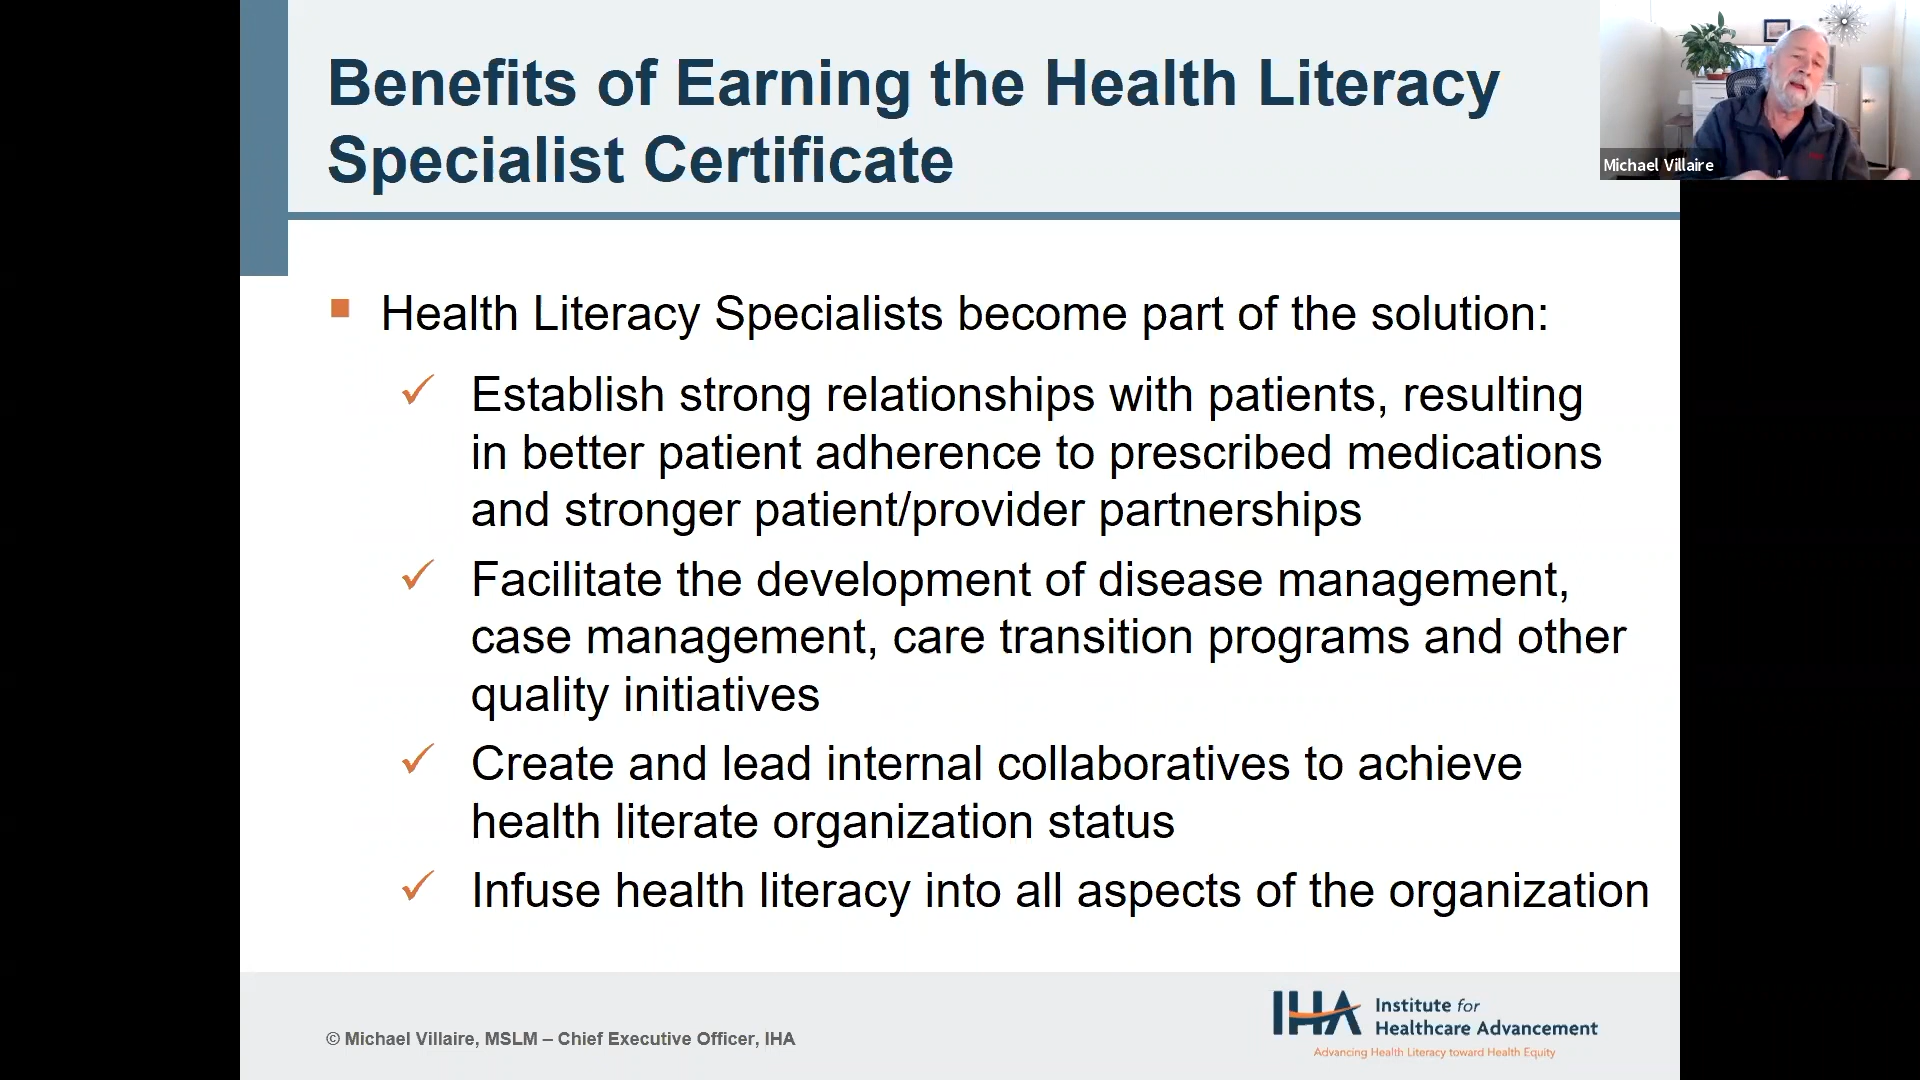 Benefits of Earning the Health Literacy
Specialist Certificate
Michael Villaire
Health Literacy Specialists become part of the solution:
Establish strong relationships with patients, resulting
in better patient adherence to prescribed medications
and stronger patient/provider partnerships
Facilitate the development of disease management,
case management, care transition programs and other
quality initiatives
Create and lead internal collaboratives to achieve
health literate organization status
Infuse health literacy into all aspects of the organization
© Michael Villaire, MSLM – Chief Executive Officer, IHA
IHA
Institute for
Healthcare Advancement
Advancing Health Literacy toward Health Equity